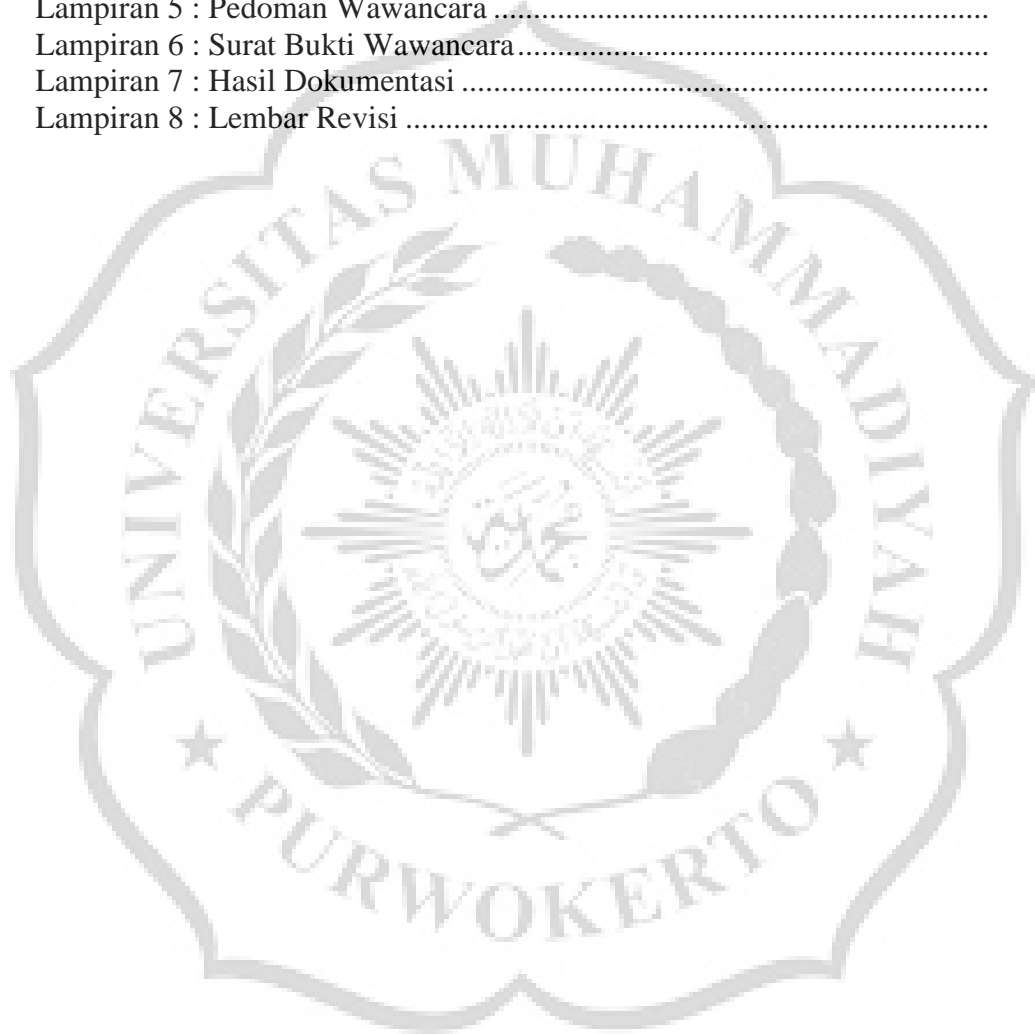 Lampiran 5 : Pedoman Wawancara ..............................................................
Lampiran 6 : Surat Bukti Wawancara ...........................................................
Lampiran 7 : Hasil Dokumentasi ..................................................................
Lampiran 8 : Lembar Revisi .........................................................................
UNIVERSITAS MUHAMMADIYAH
PURWOKERTO